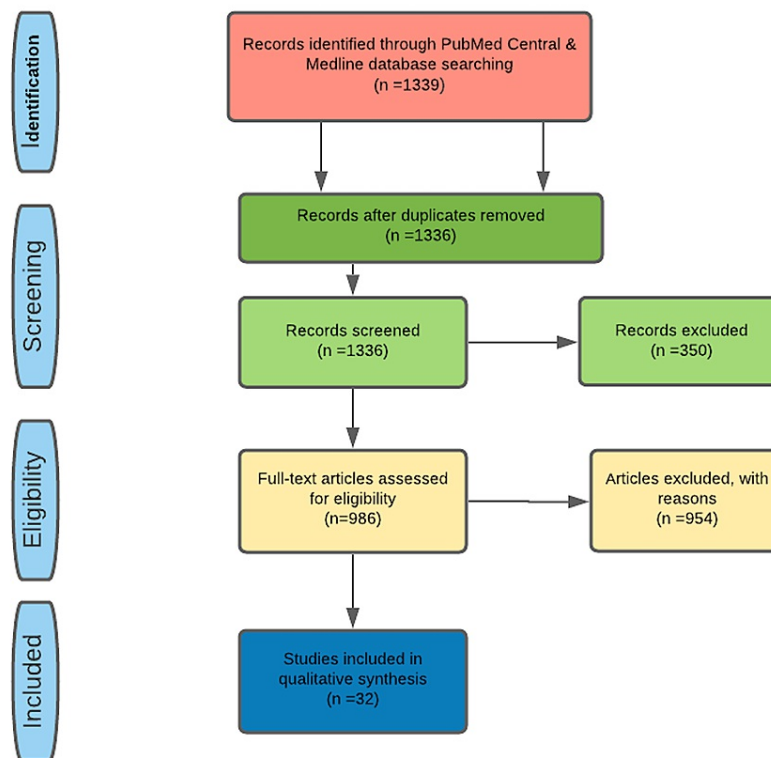 Identification
Records identified through PubMed Central &
Medline database searching
(n =1339)
Records after duplicates removed
(n =1336)
Screening
Records screened
(n =1336)
Records excluded
(n =350)
Eligibility
Full-text articles assessed
for eligibility
(n=986)
Articles excluded, with
reasons
(n =954)
Included
Studies included in
qualitative synthesis
(n =32)